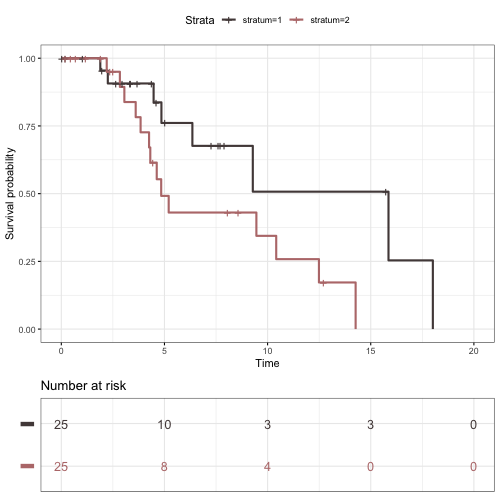 Strata stratum=1 stratum=2
1.00
0.75
0.50
0.25
0.00
Survival probability
0 5 10 15 20
Time
Number at risk
25 10 3 3 0
25 8 4 0 0